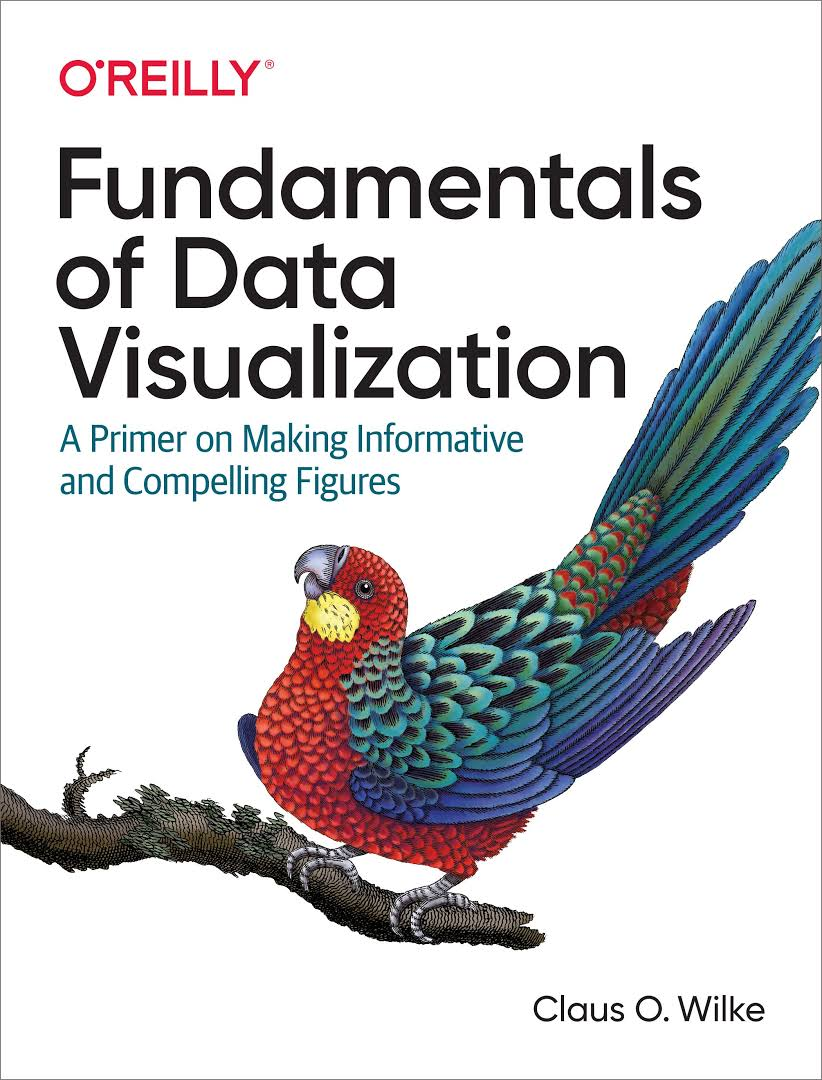 O'REILLY®
Fundamentals
of Data
Visualization
A Primer on Making Informative
and Compelling Figures
Claus O. Wilke